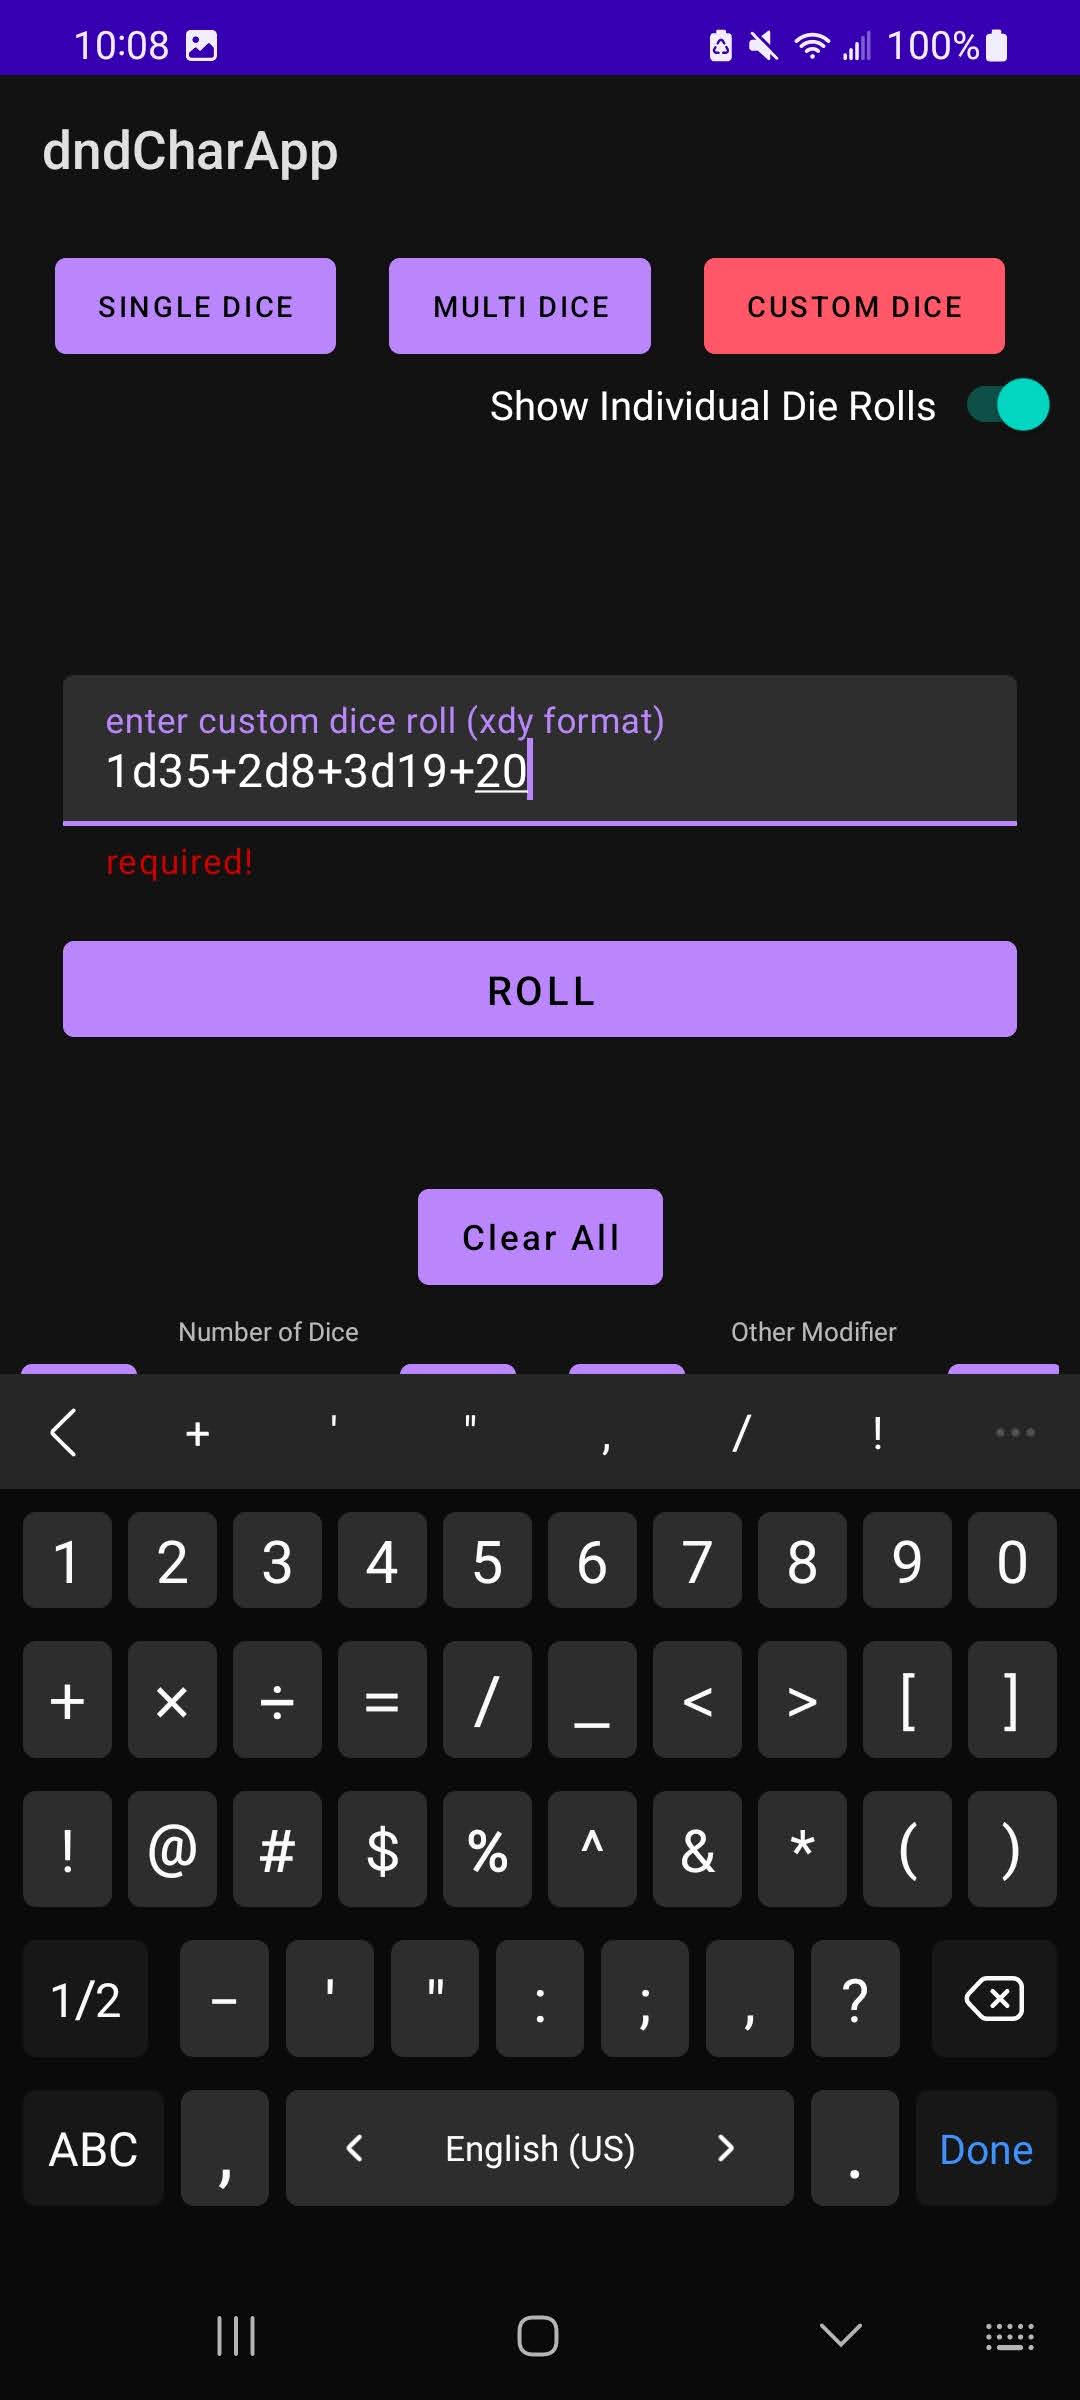 10:08 100%
dndCharApp
SINGLE DICE MULTI DICE CUSTOM DICE
Show Individual Die Rolls
enter custom dice roll (xdy format)
1d35+2d8+3d19+20
required!
ROLL
Clear All
Number of Dice Other Modifier
+ ' " , / !
1 2 3 4 5 6 7 8 9 0
+ × ÷ = / _ < > [ ]
! @ # $ % ^ & * ( )
1/2 - ' " : ; , ?
ABC , < English (US) > . Done